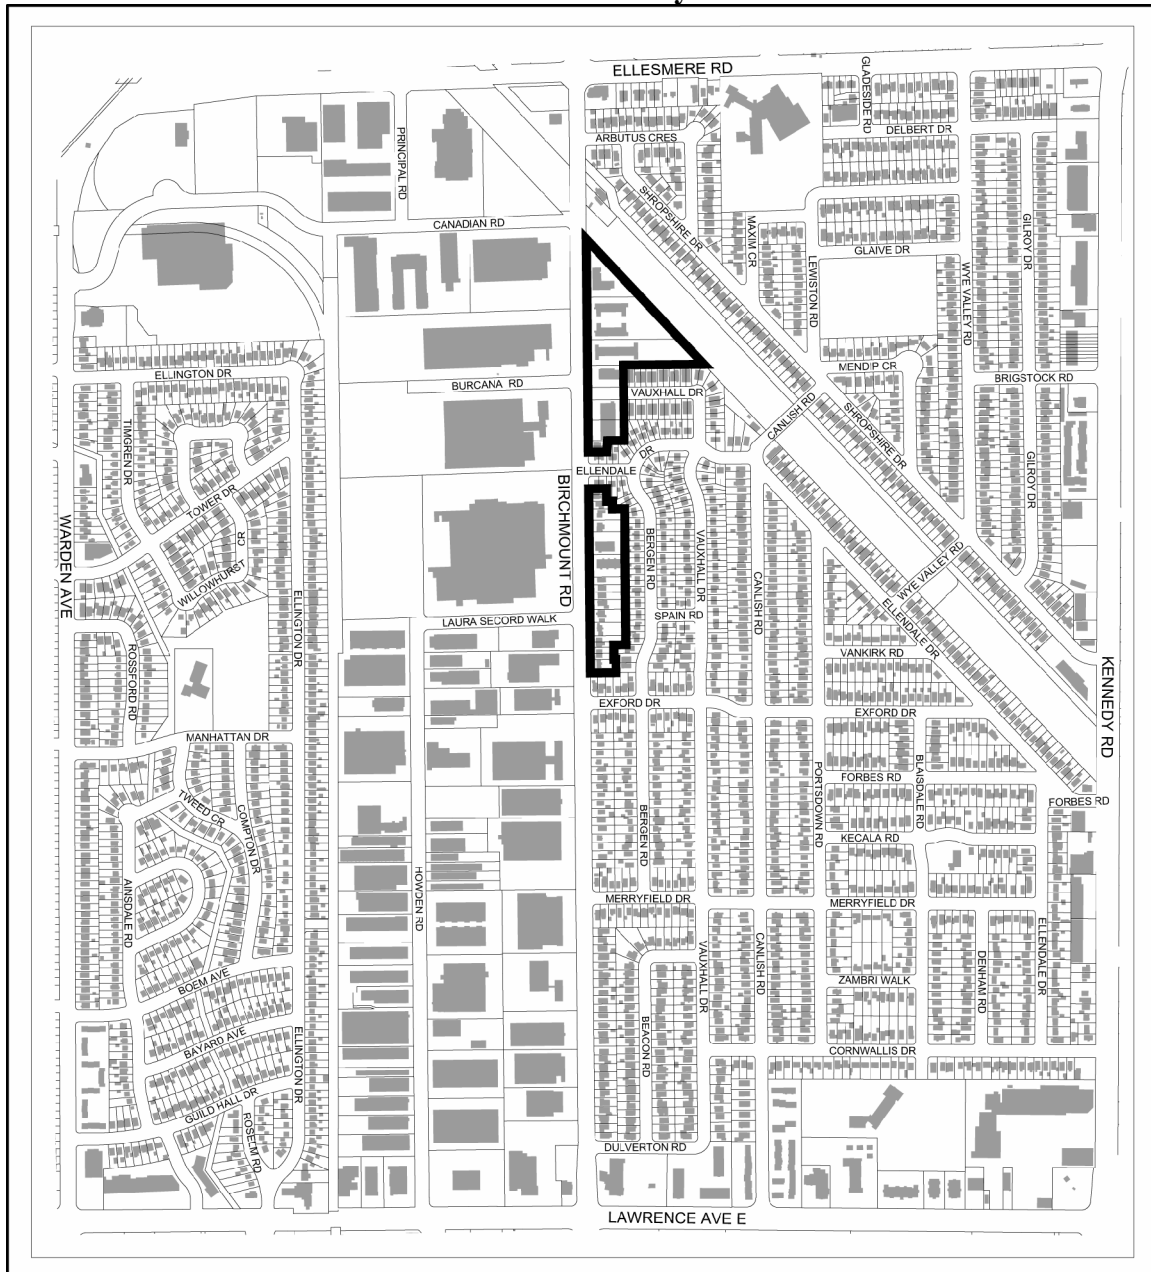 ELLESMERE RD
GLADESIDE RD
DELBERT DR
ARBUTUS CRES
PRINCIPAL RD
SHROPSHIRE DR
CANADIAN RD
MAXIM CR
GILROY DR
GLAIVE DR
LEWISTON RD
WYE VALLEY RD
MENDIP CR
ELLINGTON DR
BURCANA RD
BRIGSTOCK RD
VAUXHALL DR
CANLISH RD
SHROPSHIRE DR
TIMGREN DR
GILROY DR
ELLENDALE DR
TOWER DR
BIRCHMOUNT RD
WARDEN AVE
CR
WILLOWHURST
BERGEN RD
VAUXHALL DR
WYE VALLEY RD
CANLISH RD
ELLINGTON DR
ELLENDALE DR
LAURA SECORD WALK
SPAIN RD
ROSSFORD RD
VANKIRK RD
KENNEDY RD
EXFORD DR
EXFORD DR
MANHATTAN DR
BLAISDALE RD
FORBES RD
PORTSDOWN RD
FORBES RD
TWEED CR
COMPTON DR
BERGEN RD
KECALA RD
HOWDEN RD
AINSDALE RD
MERRYFIELD DR
MERRYFIELD DR
VAUXHALL DR
CANLISH RD
DENHAM RD
ELLENDALE DR
BOEM AVE
ZAMBRI WALK
BEACON RD
BAYARD AVE
ELLINGTON DR
CORNWALLIS DR
GUILD HALL DR
ROSELM RD
DULVERTON RD
LAWRENCE AVE E